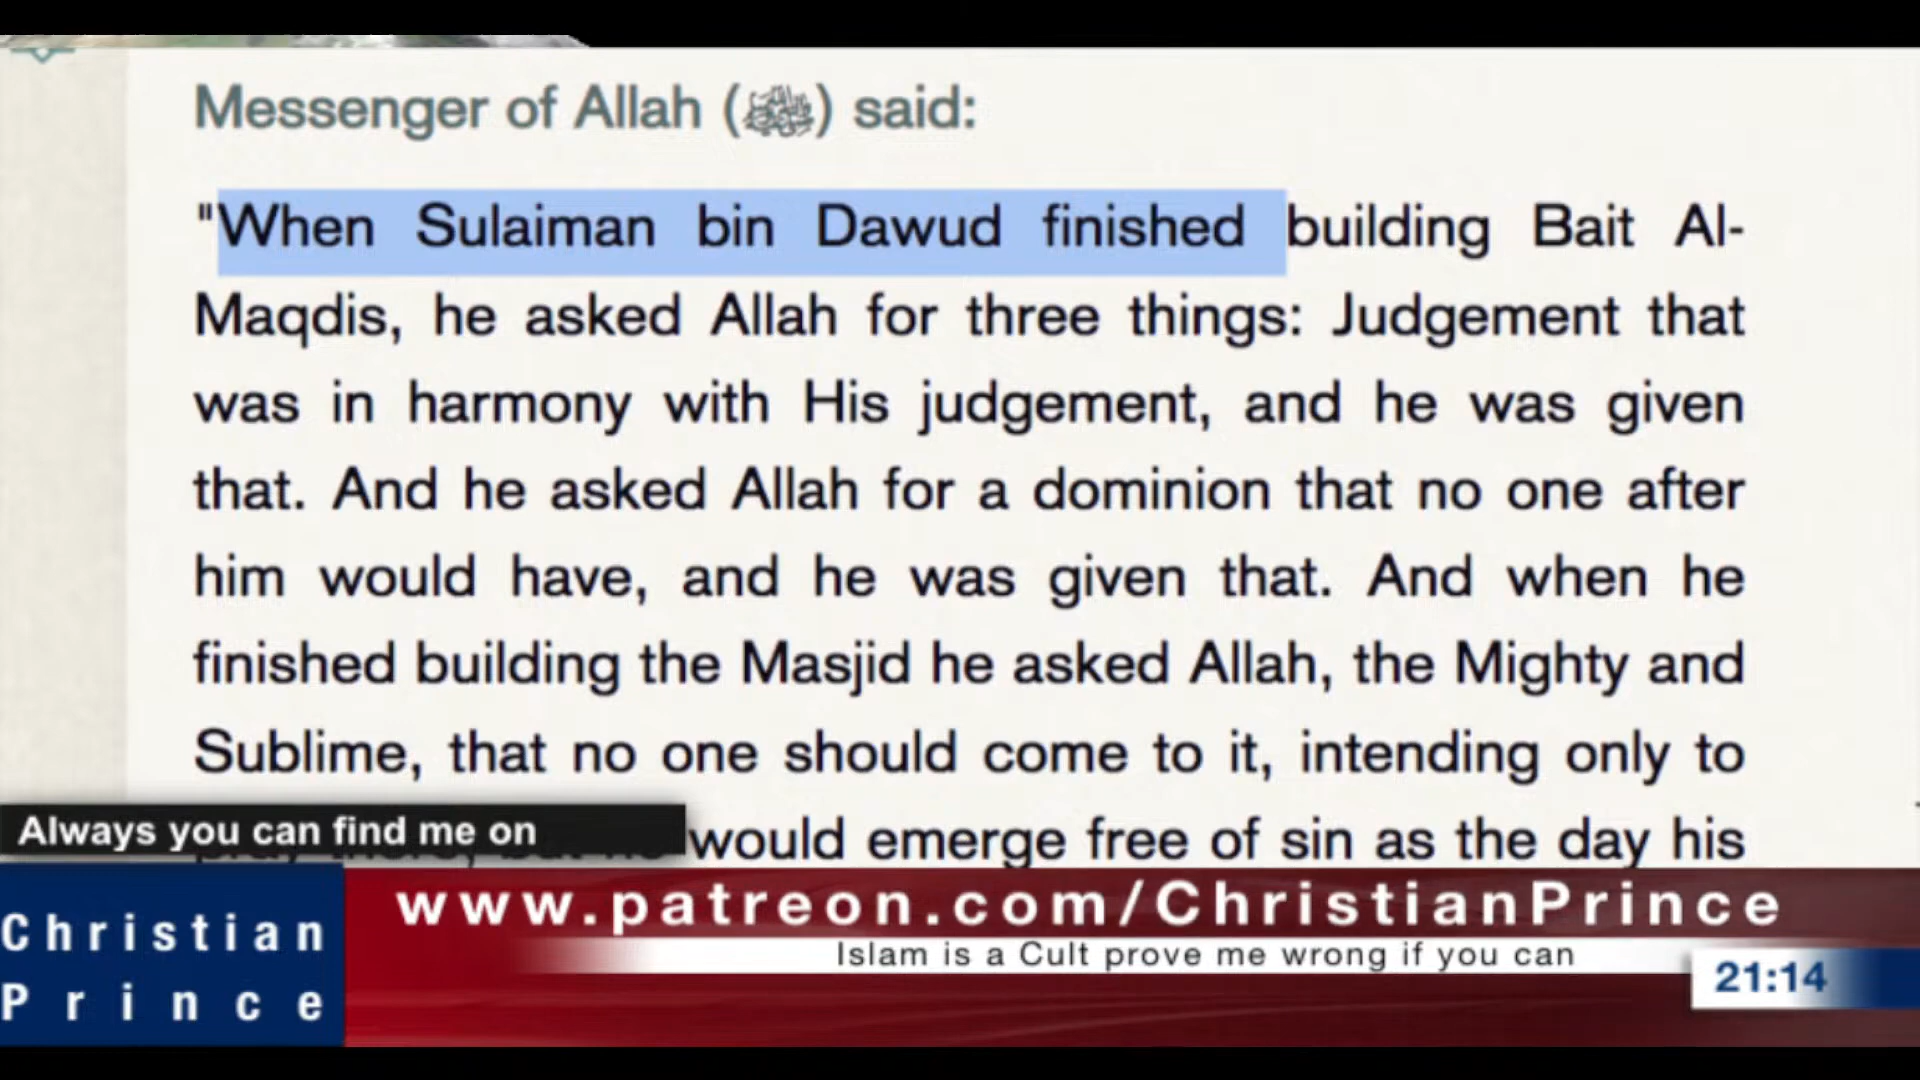 Messenger of Allah (ﷺ) said:
"When Sulaiman bin Dawud finished building Bait Al-
Maqdis, he asked Allah for three things: Judgement that
was in harmony with His judgement, and he was given
that. And he asked Allah for a dominion that no one after
him would have, and he was given that. And when he
finished building the Masjid he asked Allah, the Mighty and
Sublime, that no one should come to it, intending only to
would emerge free of sin as the day his
Always you can find me on
Christian
Prince
www.patreon.com/ChristianPrince
Islam is a Cult prove me wrong if you can
21:14